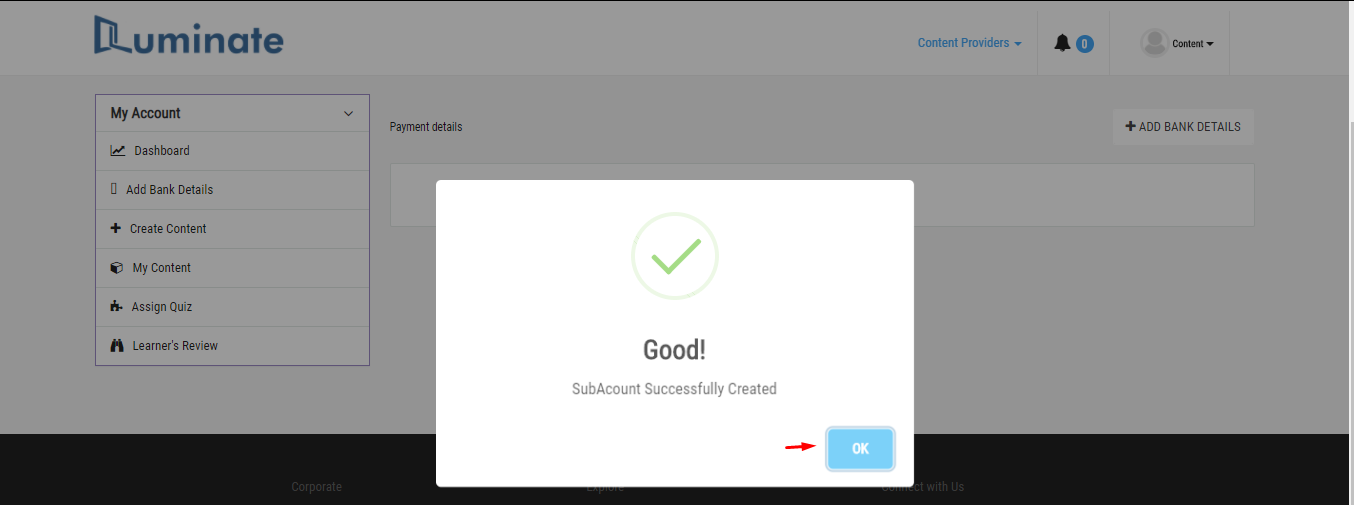 Luminate
Content Providers
0
Content
My Account
Dashboard
Add Bank Details
Create Content
My Content
Assign Quiz
Learner's Review
Payment details
ADD BANK DETAILS
Good!
SubAcount Successfully Created
OK
Corporate
Explore
Connect with Us